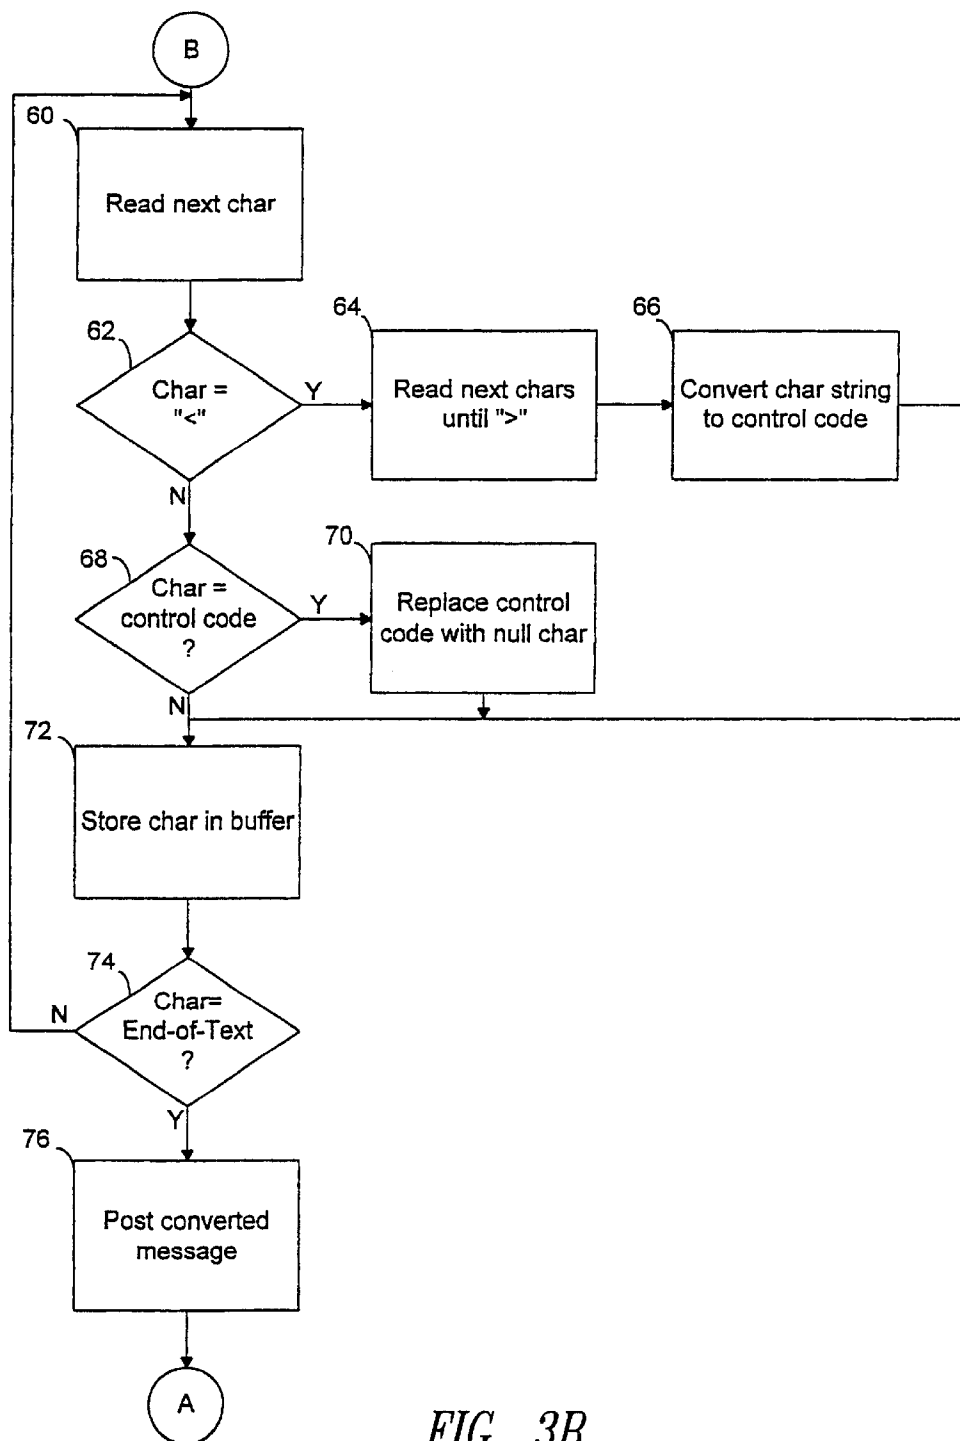 B
60
Read next char
62
Char =
"<"
Y
64
Read next chars
until ">"
66
Convert char string
to control code
N
68
Char =
control code
?
Y
70
Replace control
code with null char
N
72
Store char in buffer
74
Char=
End-of-Text
?
N
Y
76
Post converted
message
A
FIG. 3B